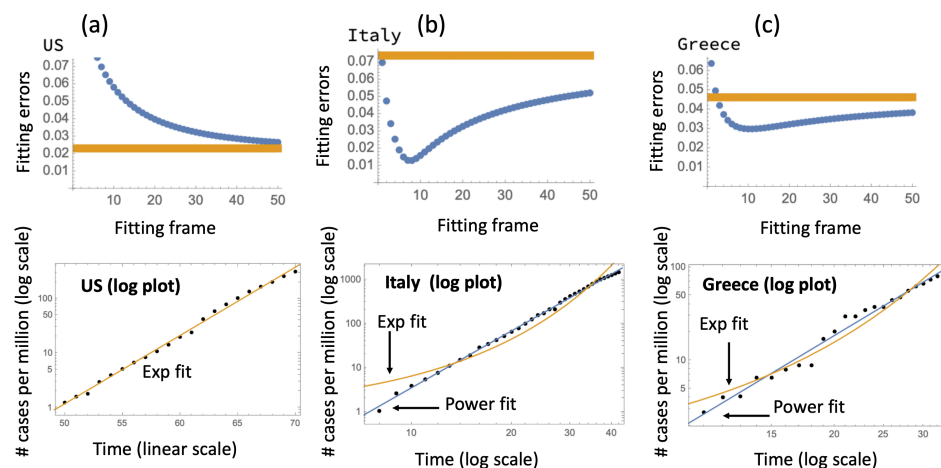 (a)
US
0.07
0.06
0.05
0.04
0.03
0.02
0.01
10 20 30 40 50
Fitting errors
Fitting frame
(b)
Italy
0.07
0.06
0.05
0.04
0.03
0.02
0.01
10 20 30 40 50
Fitting errors
Fitting frame
(c)
Greece
0.06
0.05
0.04
0.03
0.02
0.01
10 20 30 40 50
Fitting errors
Fitting frame
# cases per million (log scale)
US (log plot)
100
50
10
5
1
Exp fit
50 55 60 65 70
Time (linear scale)
# cases per million (log scale)
Italy (log plot)
1000
100
10
1
Exp fit
Power fit
10 20 30 40
Time (log scale)
# cases per million (log scale)
Greece (log plot)
100
50
10
5
Exp fit
Power fit
15 20 25 30
Time (log scale)